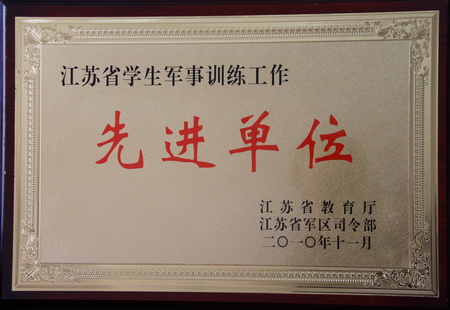 江苏省学生军事训练工作
先进单位
江苏省教育厅
江苏省军区司令部
二〇一〇年十一月